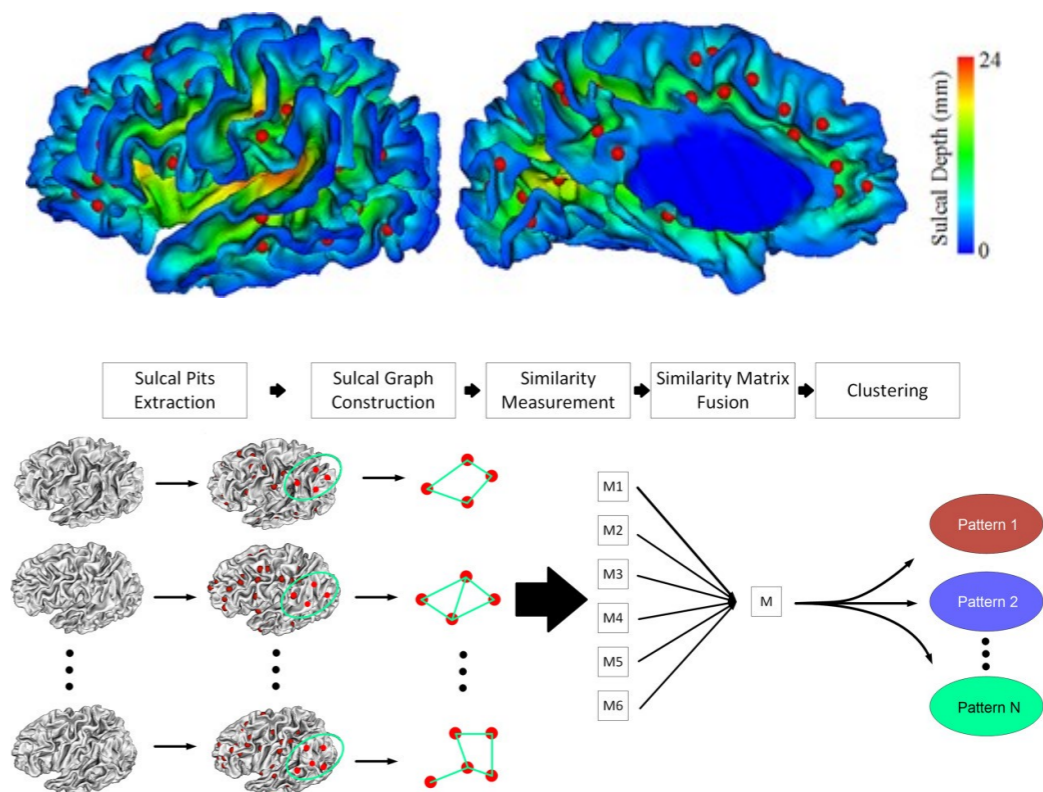 24
Sulcal Depth (mm)
0
Sulcal Pits
Extraction
Sulcal Graph
Construction
Similarity
Measurement
Similarity Matrix
Fusion
Clustering
M1
M2
M3
M4
M5
M6
M
Pattern 1
Pattern 2
Pattern N